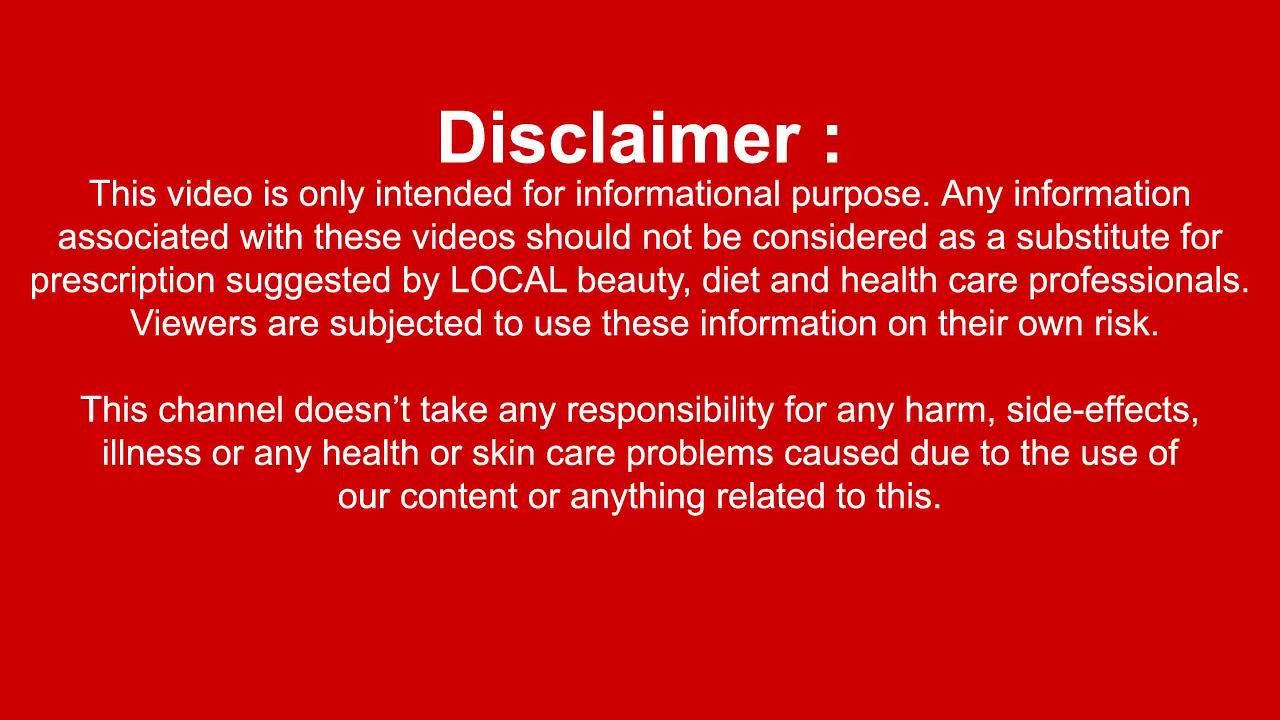 Disclaimer :
This video is only intended for informational purpose. Any information
associated with these videos should not be considered as a substitute for
prescription suggested by LOCAL beauty, diet and health care professionals.
Viewers are subjected to use these information on their own risk.
This channel doesn’t take any responsibility for any harm, side-effects,
illness or any health or skin care problems caused due to the use of
our content or anything related to this.